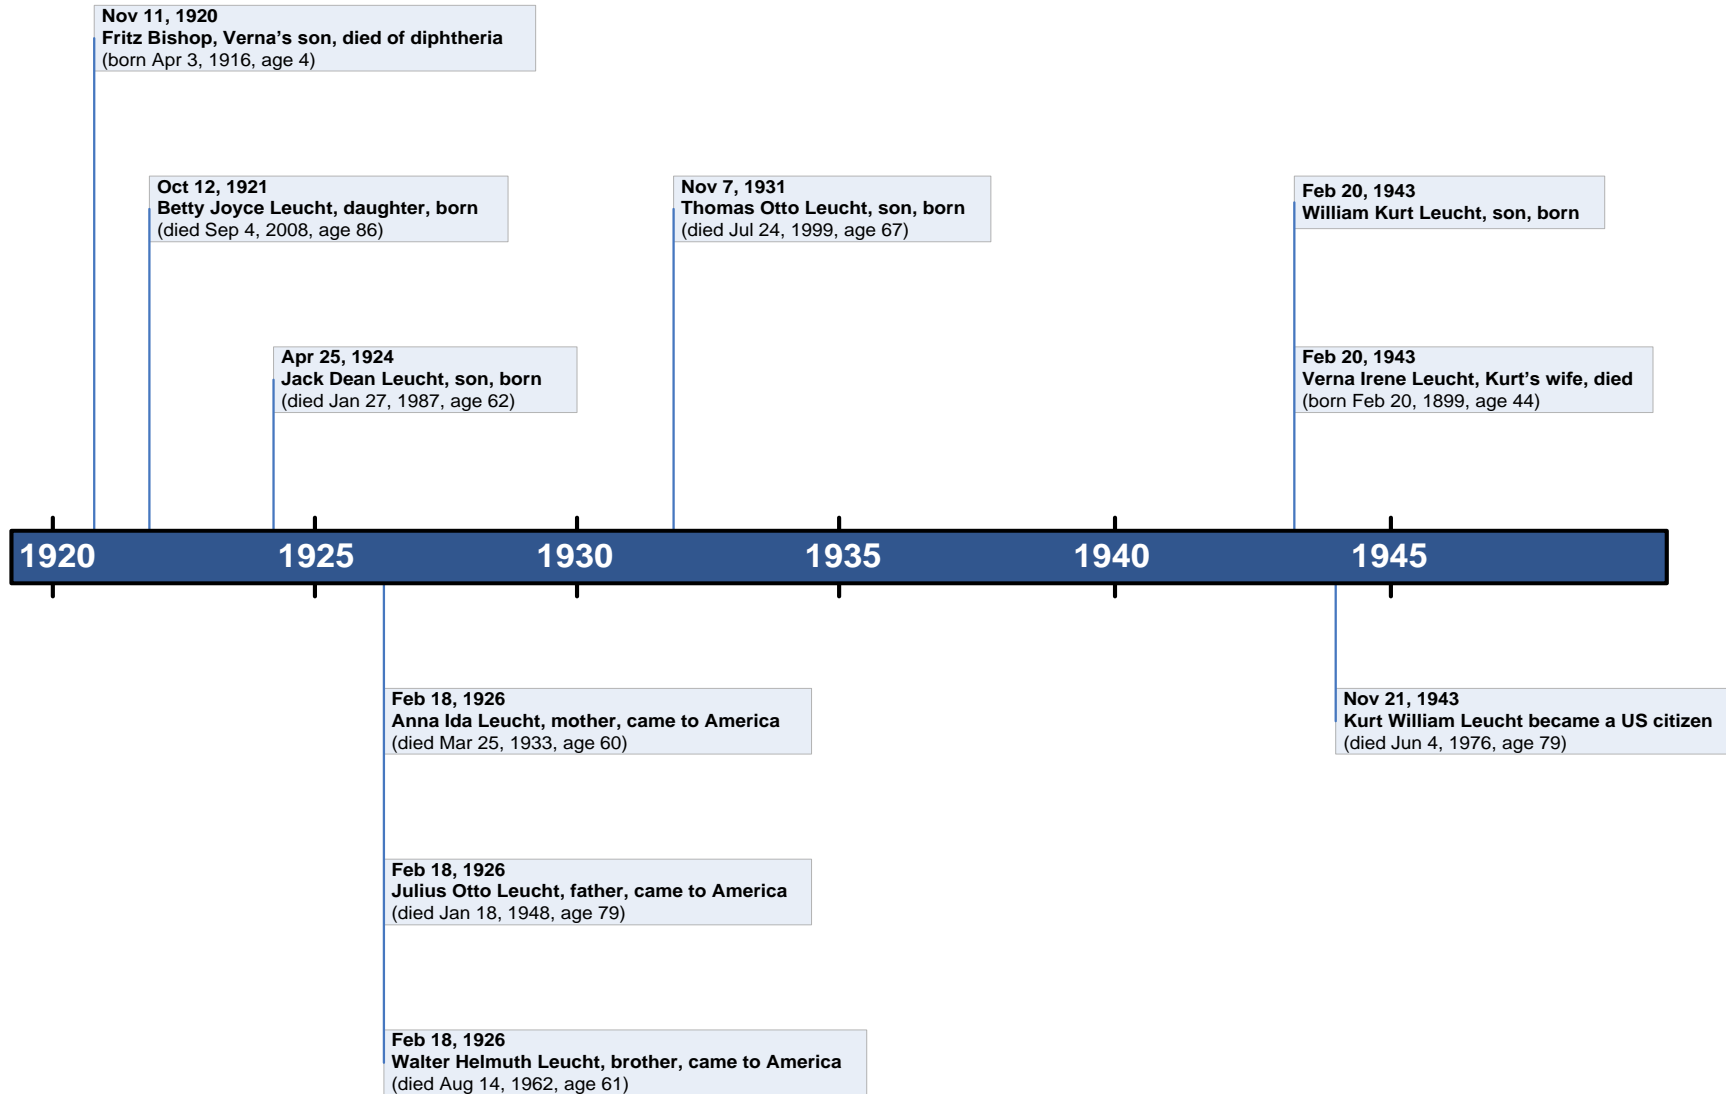 Nov 11, 1920
Fritz Bishop, Verna’s son, died of diphtheria
(born Apr 3, 1916, age 4)
Oct 12, 1921
Betty Joyce Leucht, daughter, born
(died Sep 4, 2008, age 86)
Nov 7, 1931
Thomas Otto Leucht, son, born
(died Jul 24, 1999, age 67)
Feb 20, 1943
William Kurt Leucht, son, born
Apr 25, 1924
Jack Dean Leucht, son, born
(died Jan 27, 1987, age 62)
Feb 20, 1943
Verna Irene Leucht, Kurt’s wife, died
(born Feb 20, 1899, age 44)
1920 1925 1930 1935 1940 1945
Feb 18, 1926
Anna Ida Leucht, mother, came to America
(died Mar 25, 1933, age 60)
Nov 21, 1943
Kurt William Leucht became a US citizen
(died Jun 4, 1976, age 79)
Feb 18, 1926
Julius Otto Leucht, father, came to America
(died Jan 18, 1948, age 79)
Feb 18, 1926
Walter Helmuth Leucht, brother, came to America
(died Aug 14, 1962, age 61)